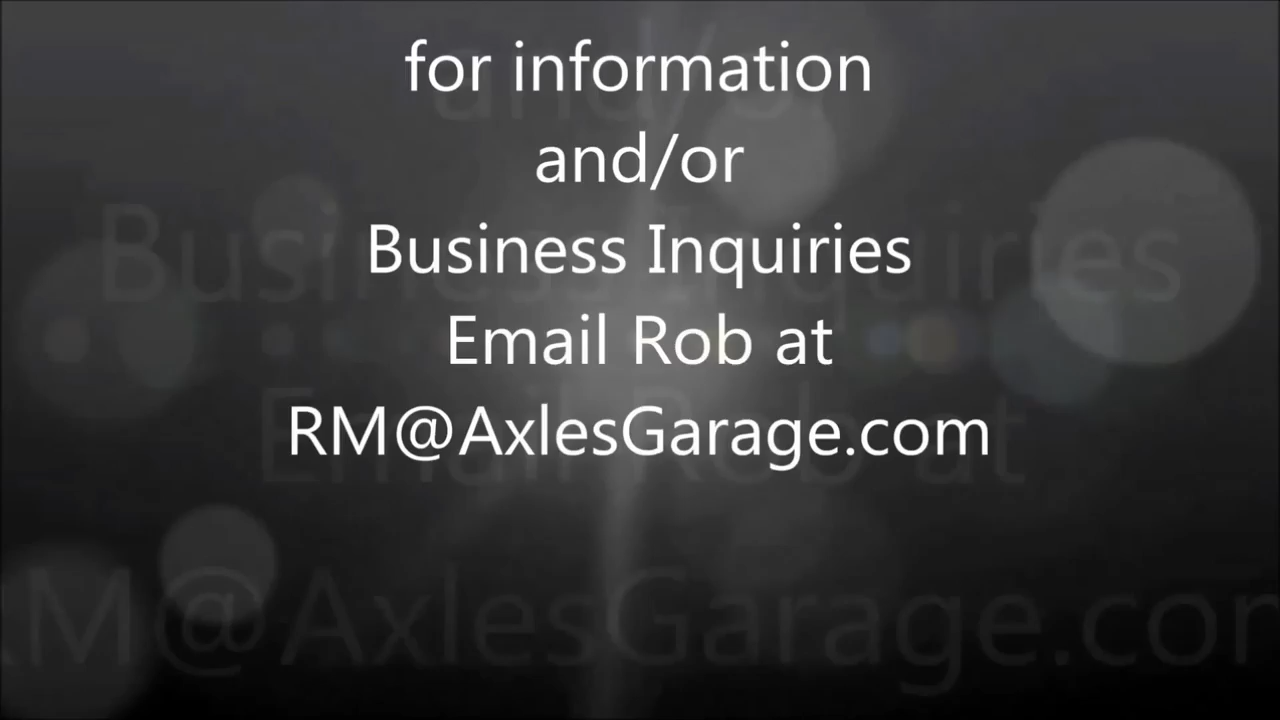 for information
and/or
Business Inquiries
Email Rob at
RM@AxlesGarage.com